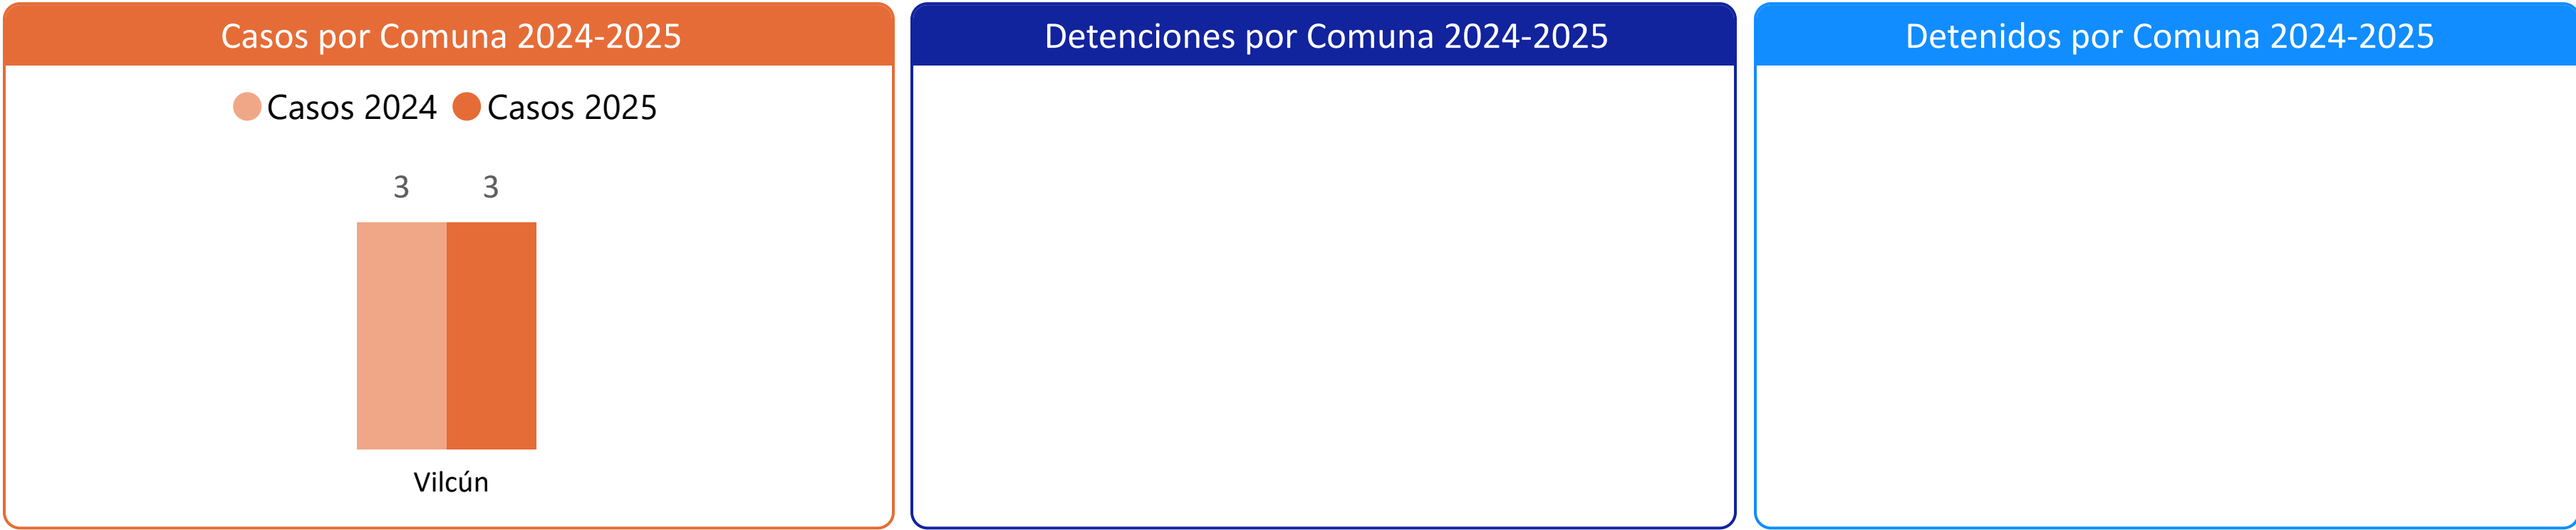 Casos por Comuna 2024-2025
Casos 2024 Casos 2025
3 3
Vilcún
Detenciones por Comuna 2024-2025
Detenidos por Comuna 2024-2025